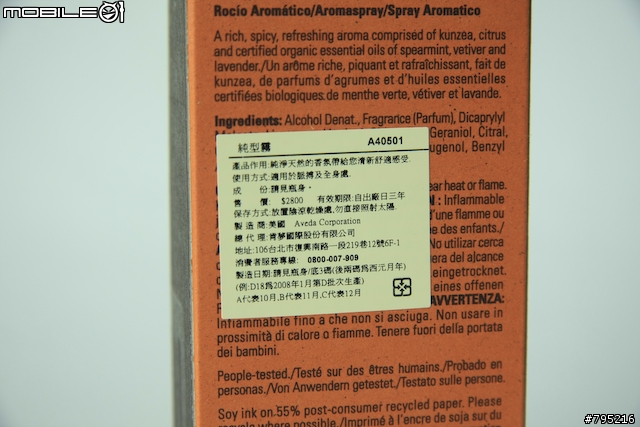 MOBILE01
Rocío Aromático/Aromaspray/Spray Aromatico
A rich, spicy, refreshing aroma comprised of kunzea, citrus
and certified organic essential oils of spearmint, vetiver and
lavender./Un arôme riche, piquant et rafraîchissant, fait de
kunzea, de parfums d'agrumes et d'huiles essentielles
certifiées biologiques de menthe verte, vétiver et lavande.
Ingredients: Alcohol Denat., Fragrance (Parfum), Dicaprylyl
Geraniol, Citral,
Eugenol, Benzyl
純型霧 A40501
產品作用:純淨天然的香氛帶給您清新舒適感受.
使用方式:適用於脈搏及全身處.
成 份:請見瓶身。
售 價: $2800 有效期限:自出廠日三年
保存方式:放置陰涼乾燥處,勿直接照射太陽.
製造商:美國 Aveda Corporation
總代理:肯夢國際股份有限公司
地址:106台北市復興南路一段219巷12號6F-1
消費者服務專線: 0800-007-909
製造日期:請見瓶身/底3碼(後兩碼為西元月年)
(例:D18為2008年1月第D批次生產)
A代表10月,B代表11月,C代表12月
near heat or flame.
: Inflammable
d'une flamme ou
e des enfants./
No utilizar cerca
era del alcance
eingetrocknet.
eine offenen
AVVERTENZA:
Infiammabile fino a che non si asciuga. Non usare in
prossimità di calore o fiamme. Tenere fuori della portata
dei bambini.
People-tested./Testé sur des êtres humains./Probado en
personas./Von Anwendern getestet./Testato sulle persone.
Soy ink on 55% post-consumer recycled paper. Please
recycle where possible./Imprimé à l'encre de soja sur du
#795216